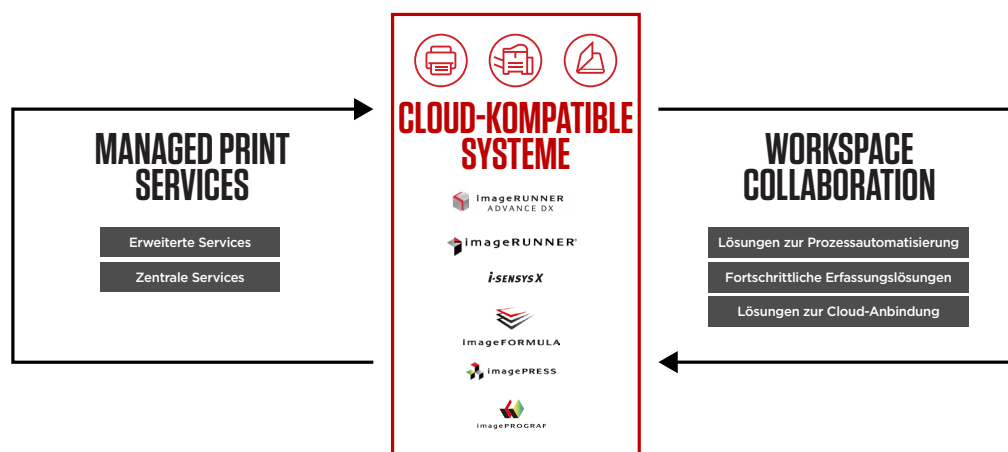 MANAGED PRINT
SERVICES
Erweiterte Services
Zentrale Services
CLOUD-KOMPATIBLE
SYSTEME
imageRUNNER
ADVANCE DX
imageRUNNER®
i-SENSYS X
imageFORMULA
imagePRESS
imagePROGRAF
WORKSPACE
COLLABORATION
Lösungen zur Prozessautomatisierung
Fortschrittliche Erfassungslösungen
Lösungen zur Cloud-Anbindung